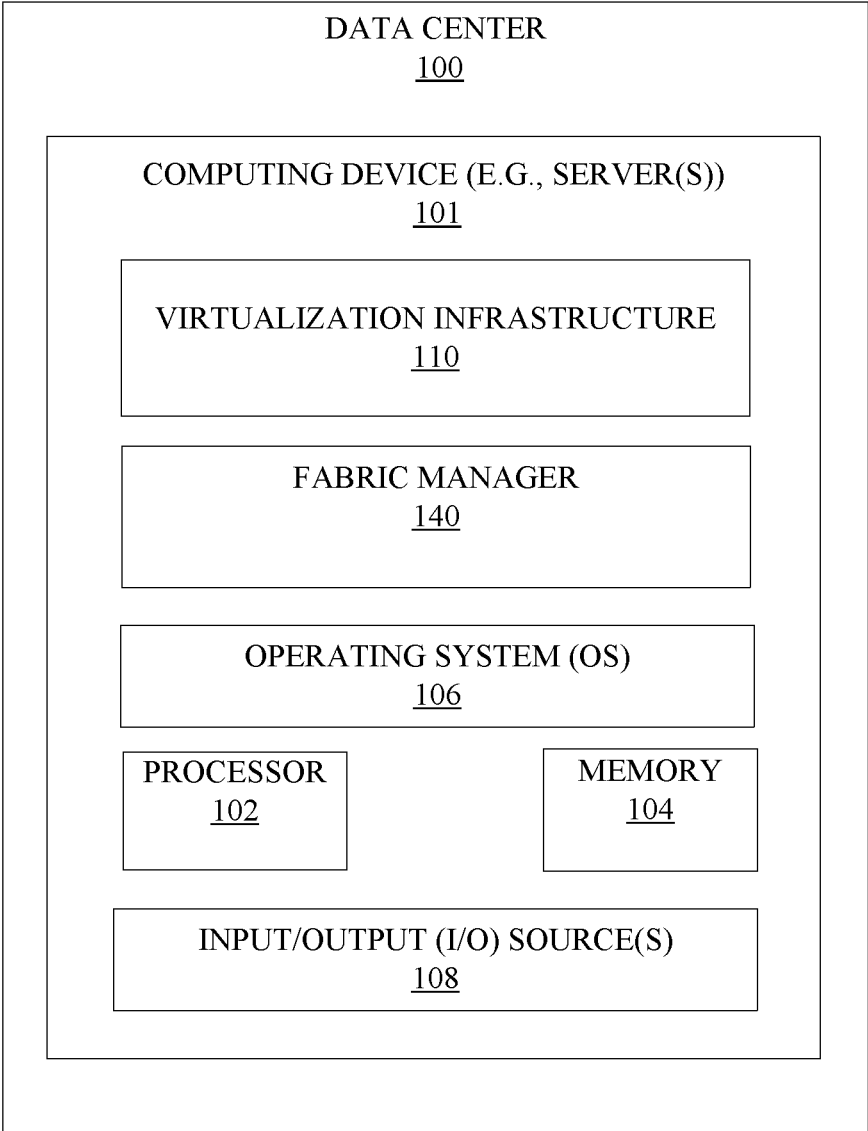 DATA CENTER
100
COMPUTING DEVICE (E.G., SERVER(S))
101
VIRTUALIZATION INFRASTRUCTURE
110
FABRIC MANAGER
140
OPERATING SYSTEM (OS)
106
PROCESSOR
102
MEMORY
104
INPUT/OUTPUT (I/O) SOURCE(S)
108